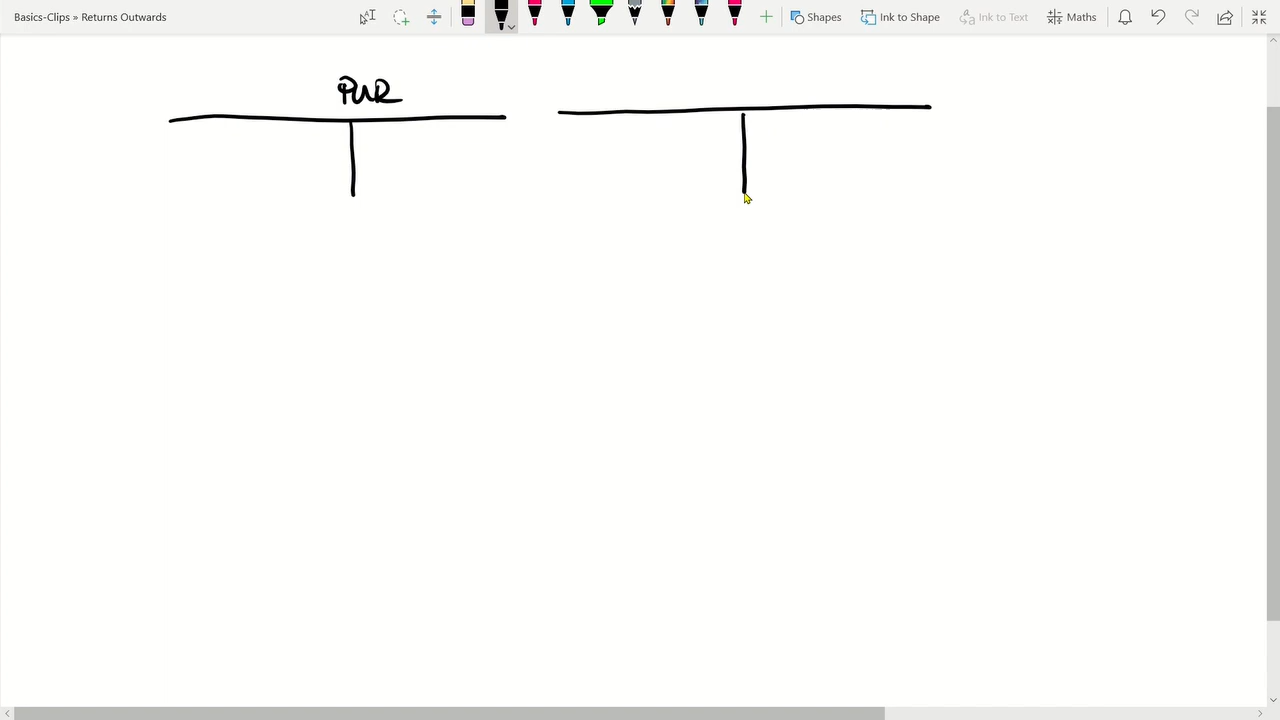 Basics-Clips » Returns Outwards
Shapes
Ink to Shape
Ink to Text
Maths
PUR